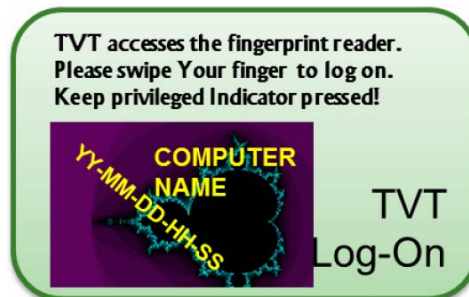 TVT accesses the fingerprint reader.
Please swipe Your finger to log on.
Keep privileged Indicator pressed!
COMPUTER
NAME
YY-MM-DD-HH-SS
TVT
Log-On